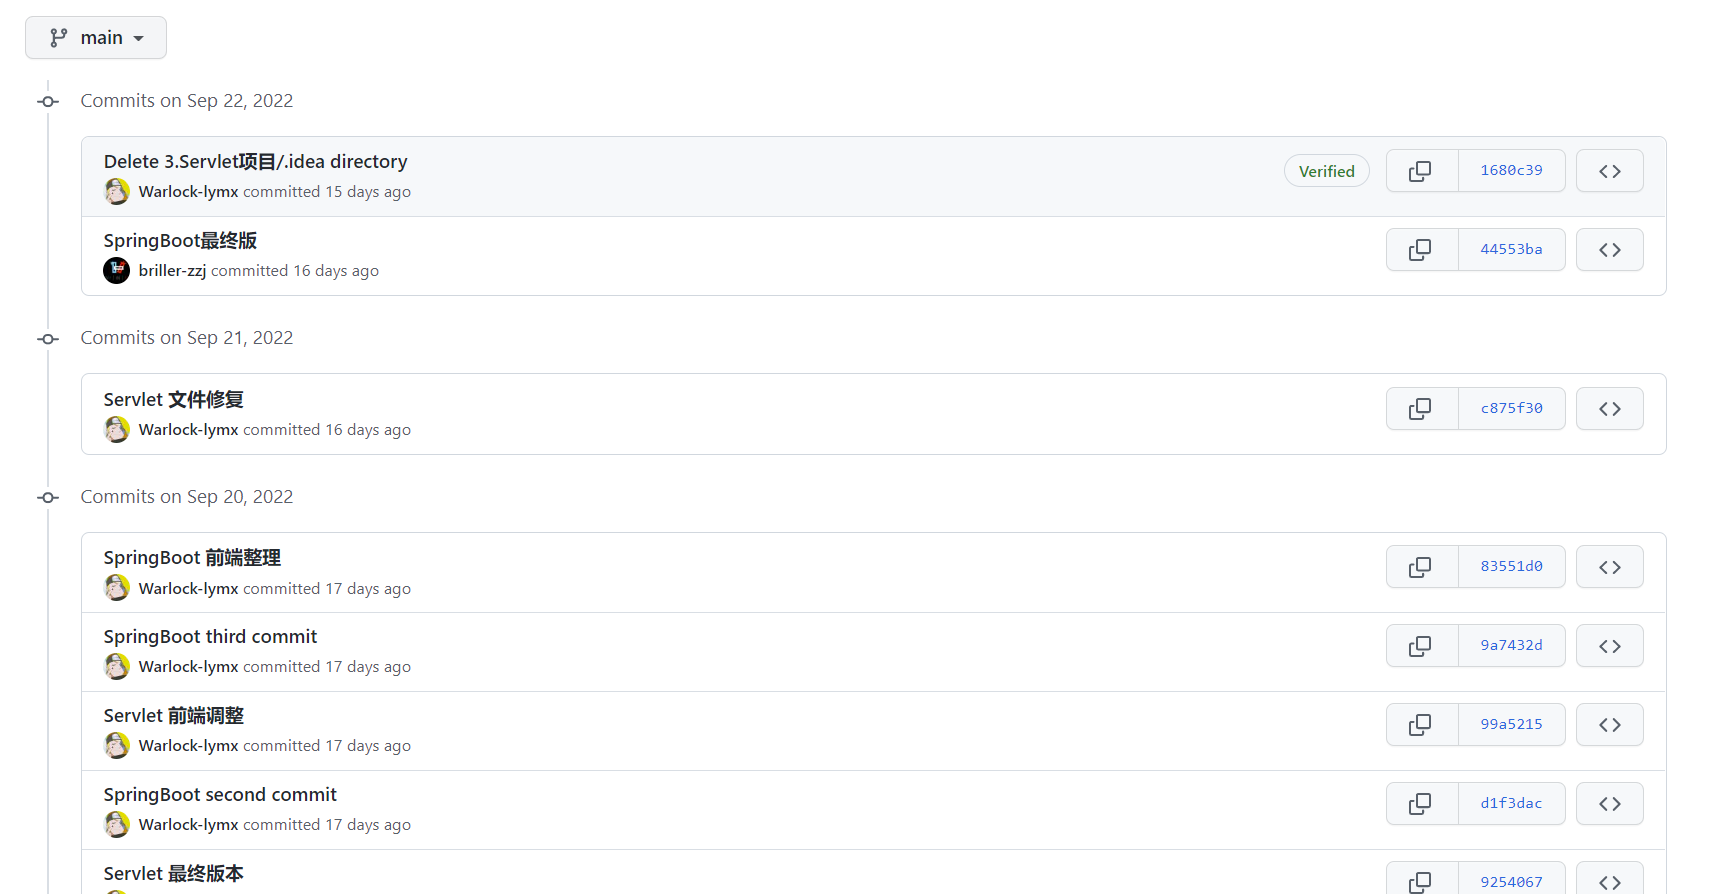 main
Commits on Sep 22, 2022
Delete 3.Servlet项目/.idea directory
Verified
1680c39
Warlock-lymx committed 15 days ago
SpringBoot最终版
44553ba
briller-zzj committed 16 days ago
Commits on Sep 21, 2022
Servlet 文件修复
c875f30
Warlock-lymx committed 16 days ago
Commits on Sep 20, 2022
SpringBoot 前端整理
83551d0
Warlock-lymx committed 17 days ago
SpringBoot third commit
9a7432d
Warlock-lymx committed 17 days ago
Servlet 前端调整
99a5215
Warlock-lymx committed 17 days ago
SpringBoot second commit
d1f3dac
Warlock-lymx committed 17 days ago
Servlet 最终版本
9254067